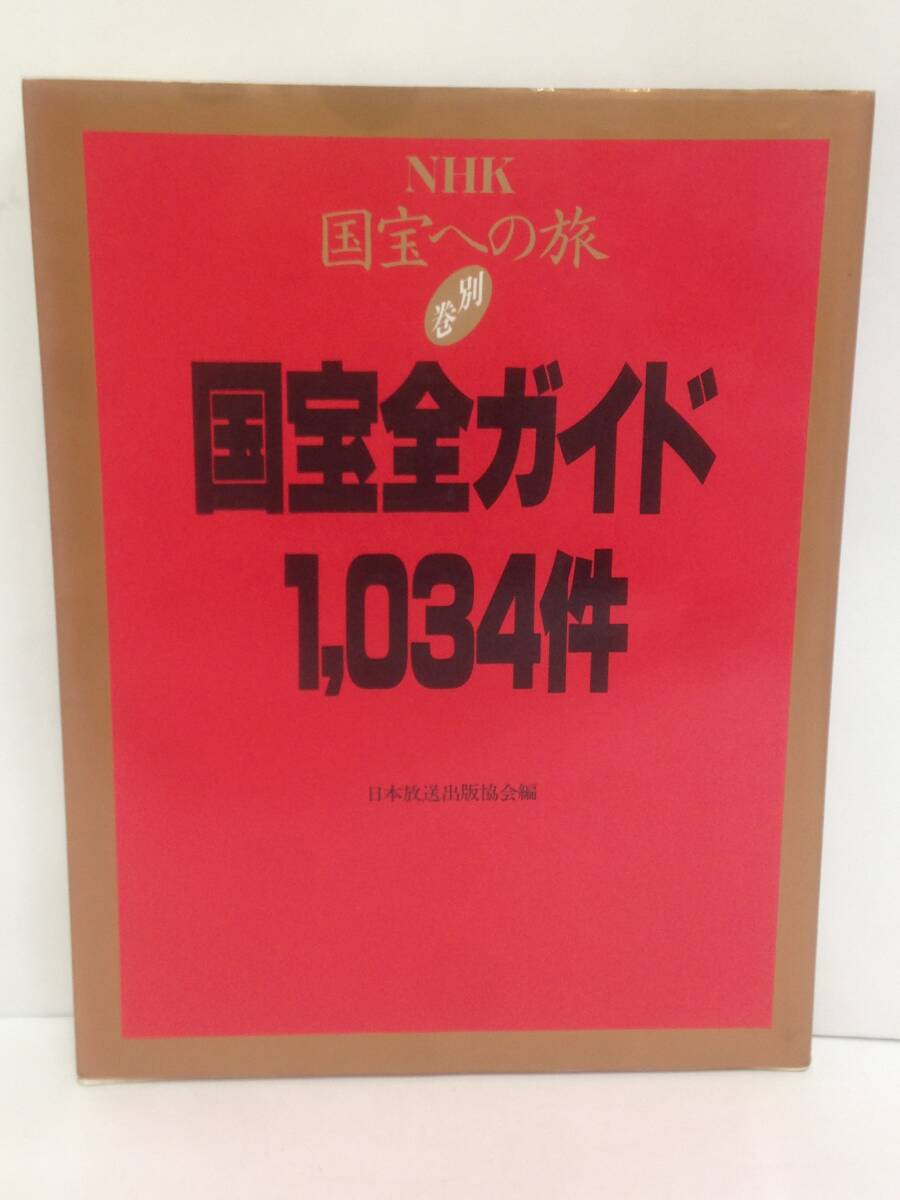 NHK
国宝への旅
別巻
国宝全ガイド
1,034件
日本放送出版協会編